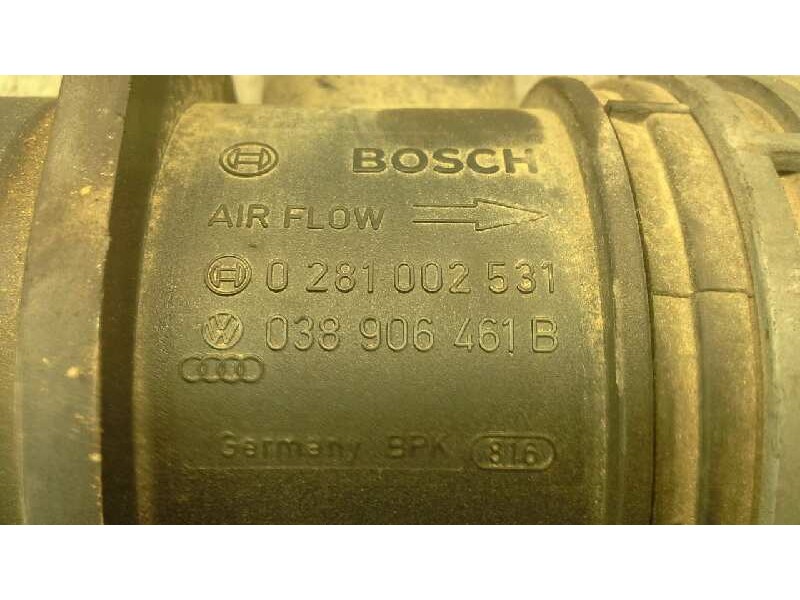 BOSCH
AIR FLOW
0 281 002 531
038 906 461 B
Germany BPK 816